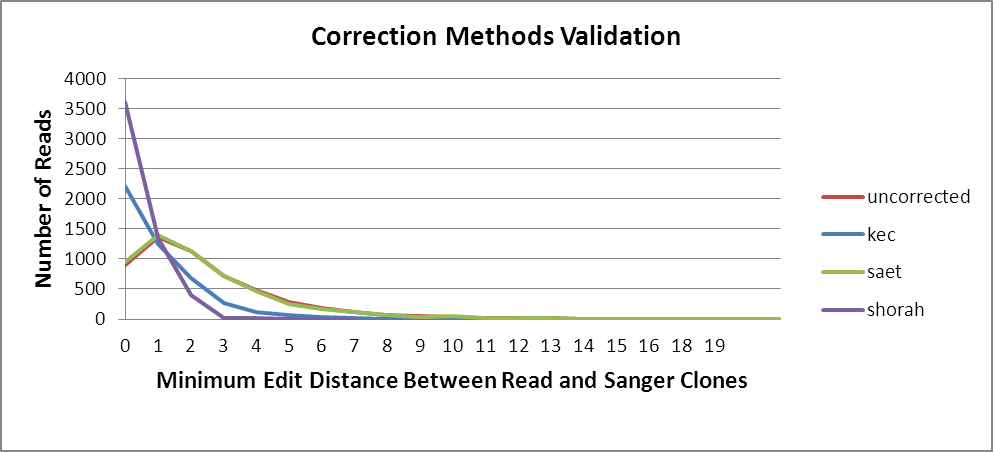 Correction Methods Validation
Number of Reads
4000
3500
3000
2500
2000
1500
1000
500
0
0 1 2 3 4 5 6 7 8 9 10 11 12 13 14 15 16 17 18 19
Minimum Edit Distance Between Read and Sanger Clones
uncorrected
kec
saet
shorah